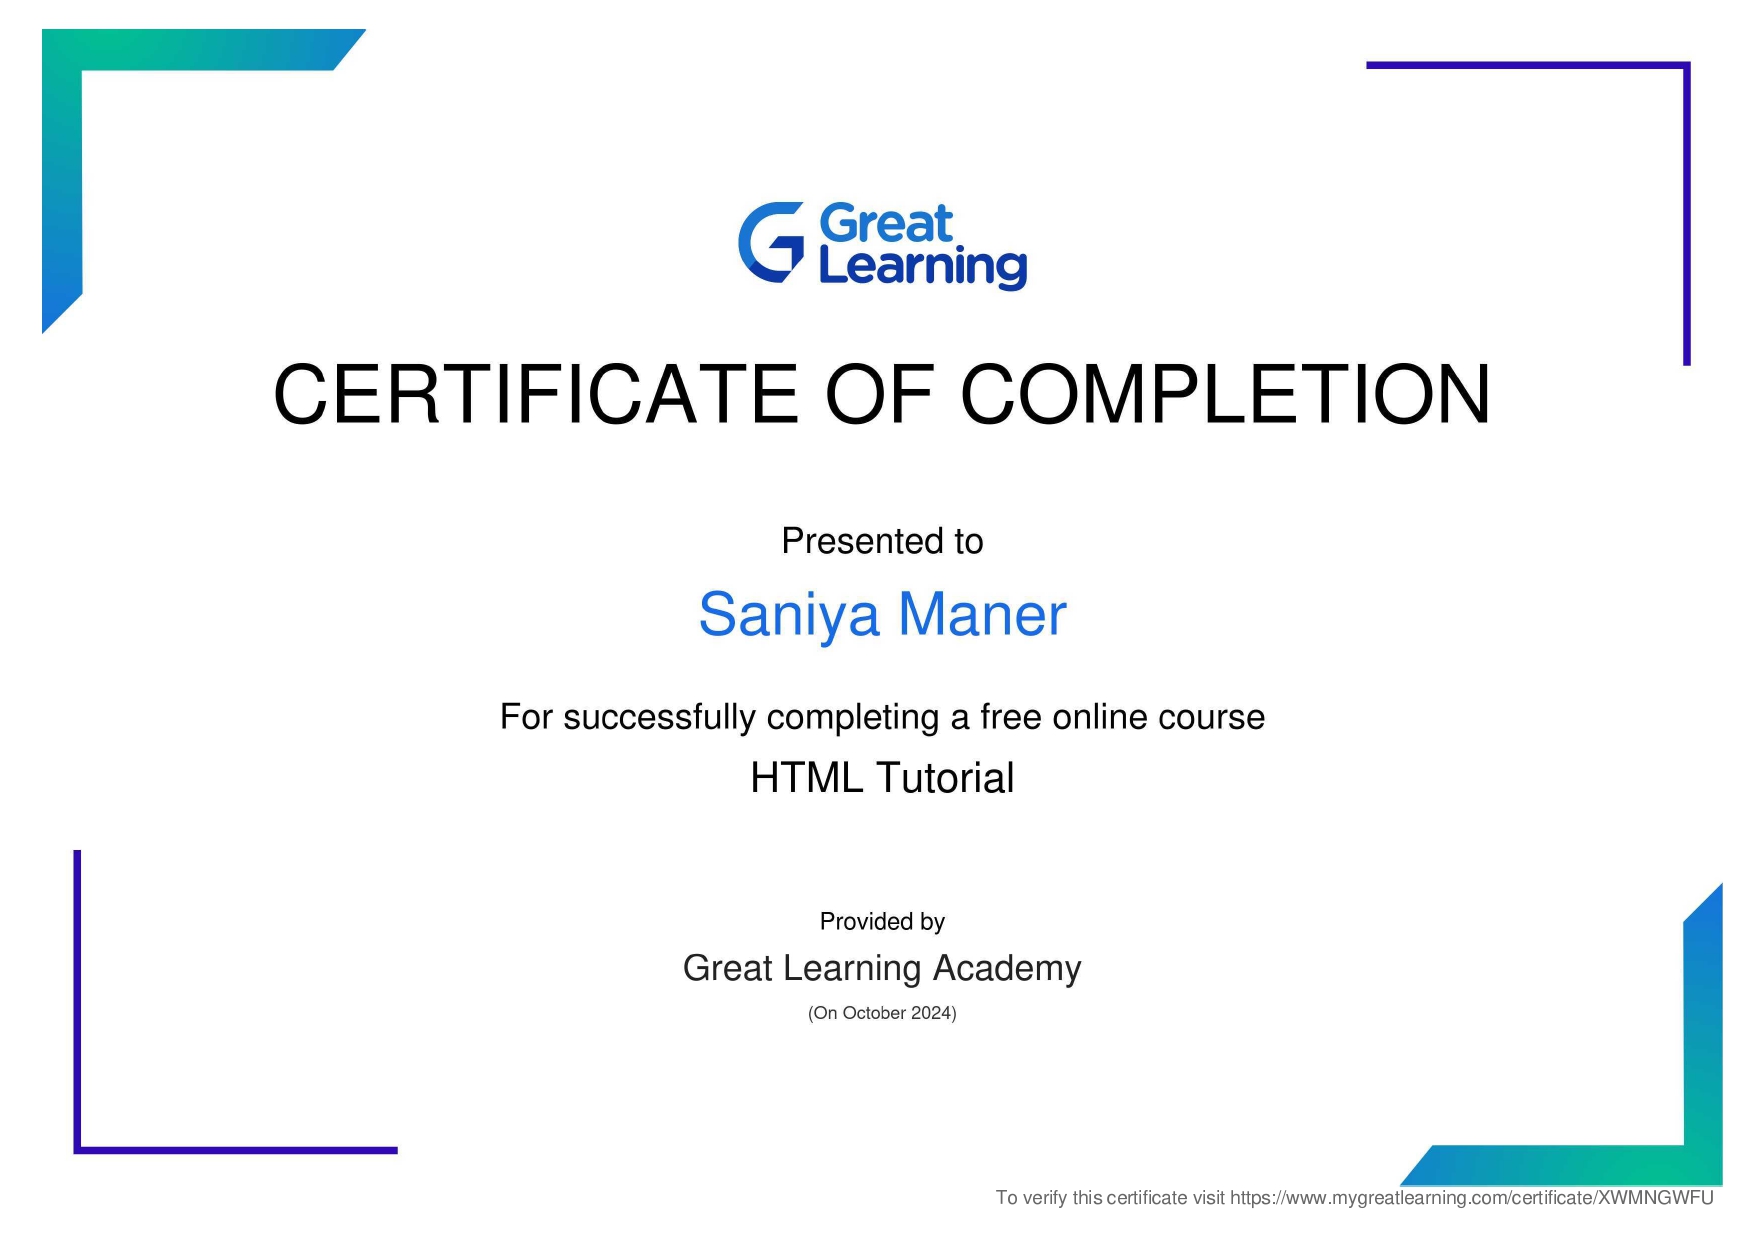 Great
Learning
CERTIFICATE OF COMPLETION
Presented to
Saniya Maner
For successfully completing a free online course
HTML Tutorial
Provided by
Great Learning Academy
(On October 2024)
To verify this certificate visit https://www.mygreatlearning.com/certificate/XWMNGWFU